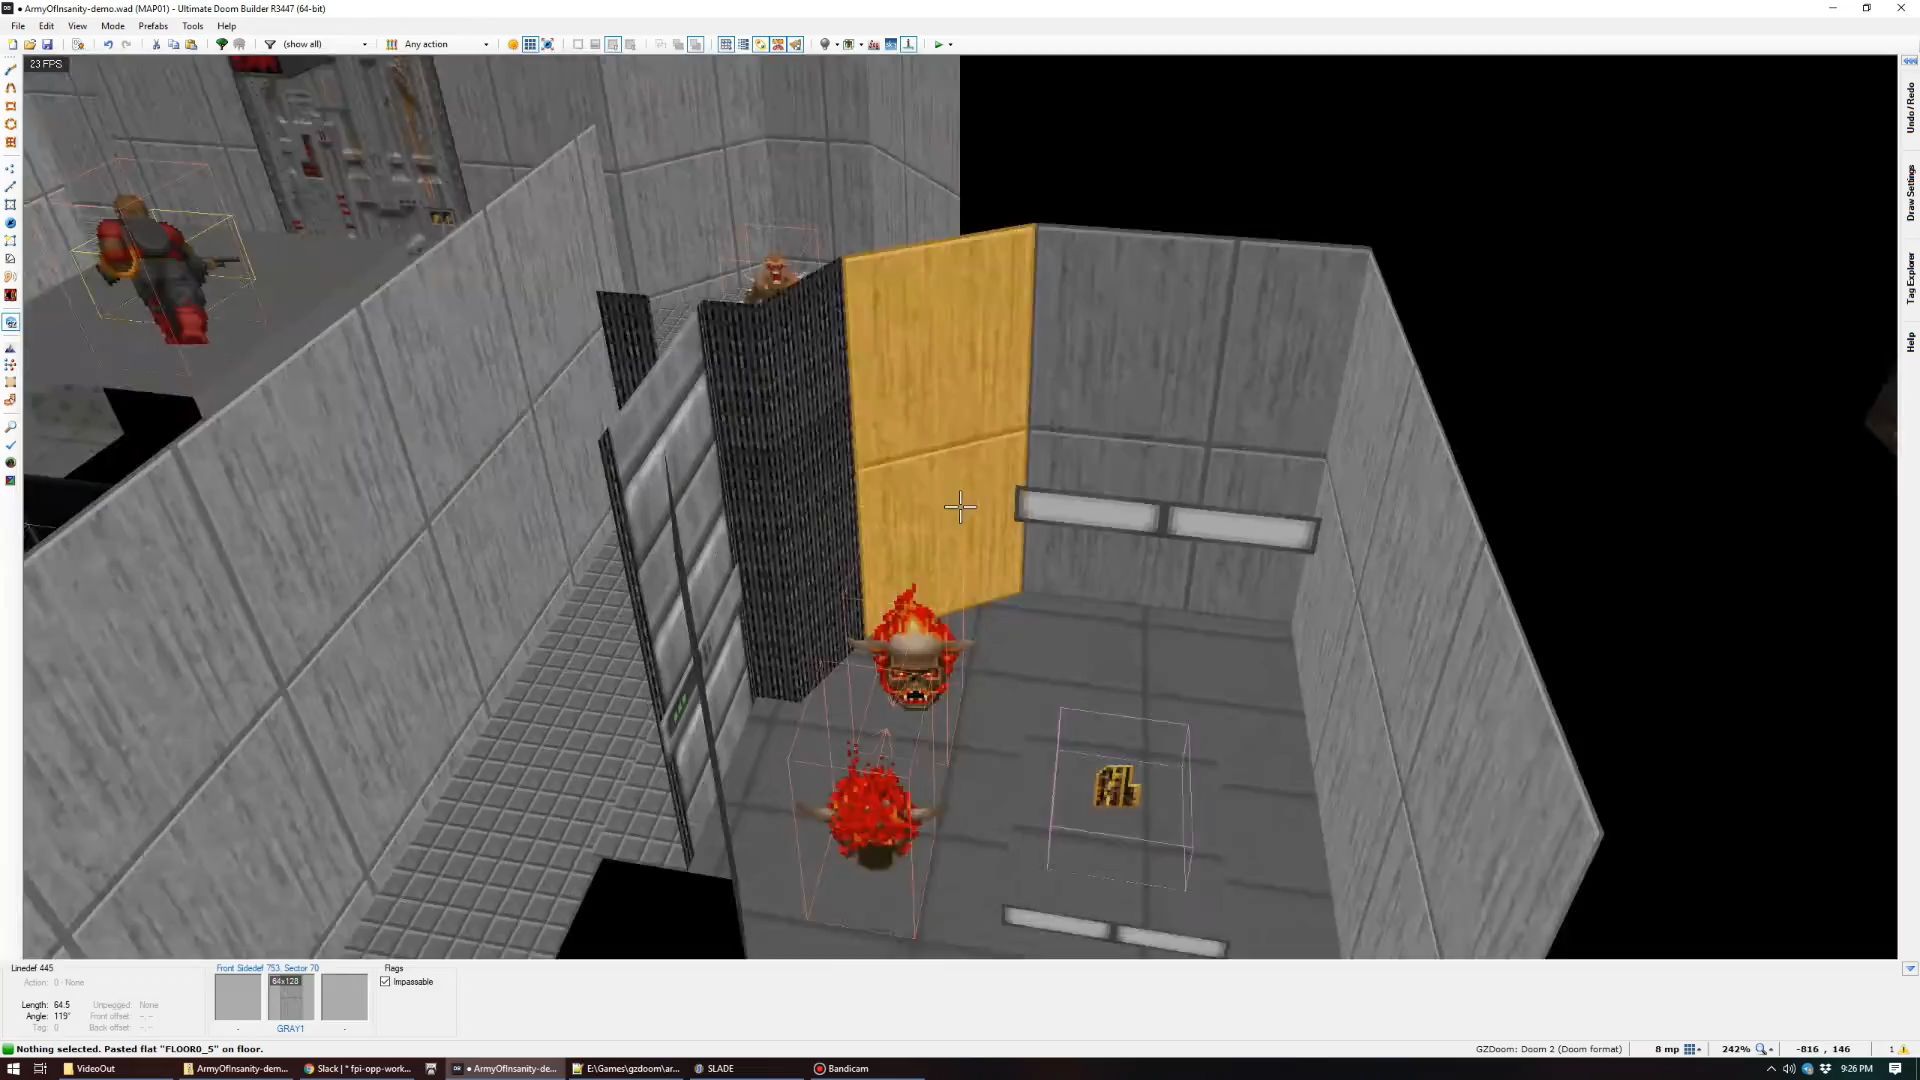 ● ArmyOfInsanity-demo.wad (MAP01) - Ultimate Doom Builder R3447 (64-bit)
File Edit View Mode Prefabs Tools Help
(show all) Any action
23 FPS
Undo / Redo
Draw Settings
Tag Explorer
Help
Linedef 445
Action: 0 - None
Length: 64.5 Unpegged: None
Angle: 119° Front offset: --, --
Tag: 0 Back offset: --, --
Front Sidedef 753, Sector 70
64x128
- GRAY1 -
Flags
Impassable
Nothing selected. Pasted flat "FLOOR0_5" on floor.
GZDoom: Doom 2 (Doom format) 8 mp 242% -816 , 146 1
VideoOut ArmyOfInsanity-dem... Slack | * fpi-opp-work... ● ArmyOfInsanity-de... E:\Games\gzdoom\ar... SLADE Bandicam 9:26 PM